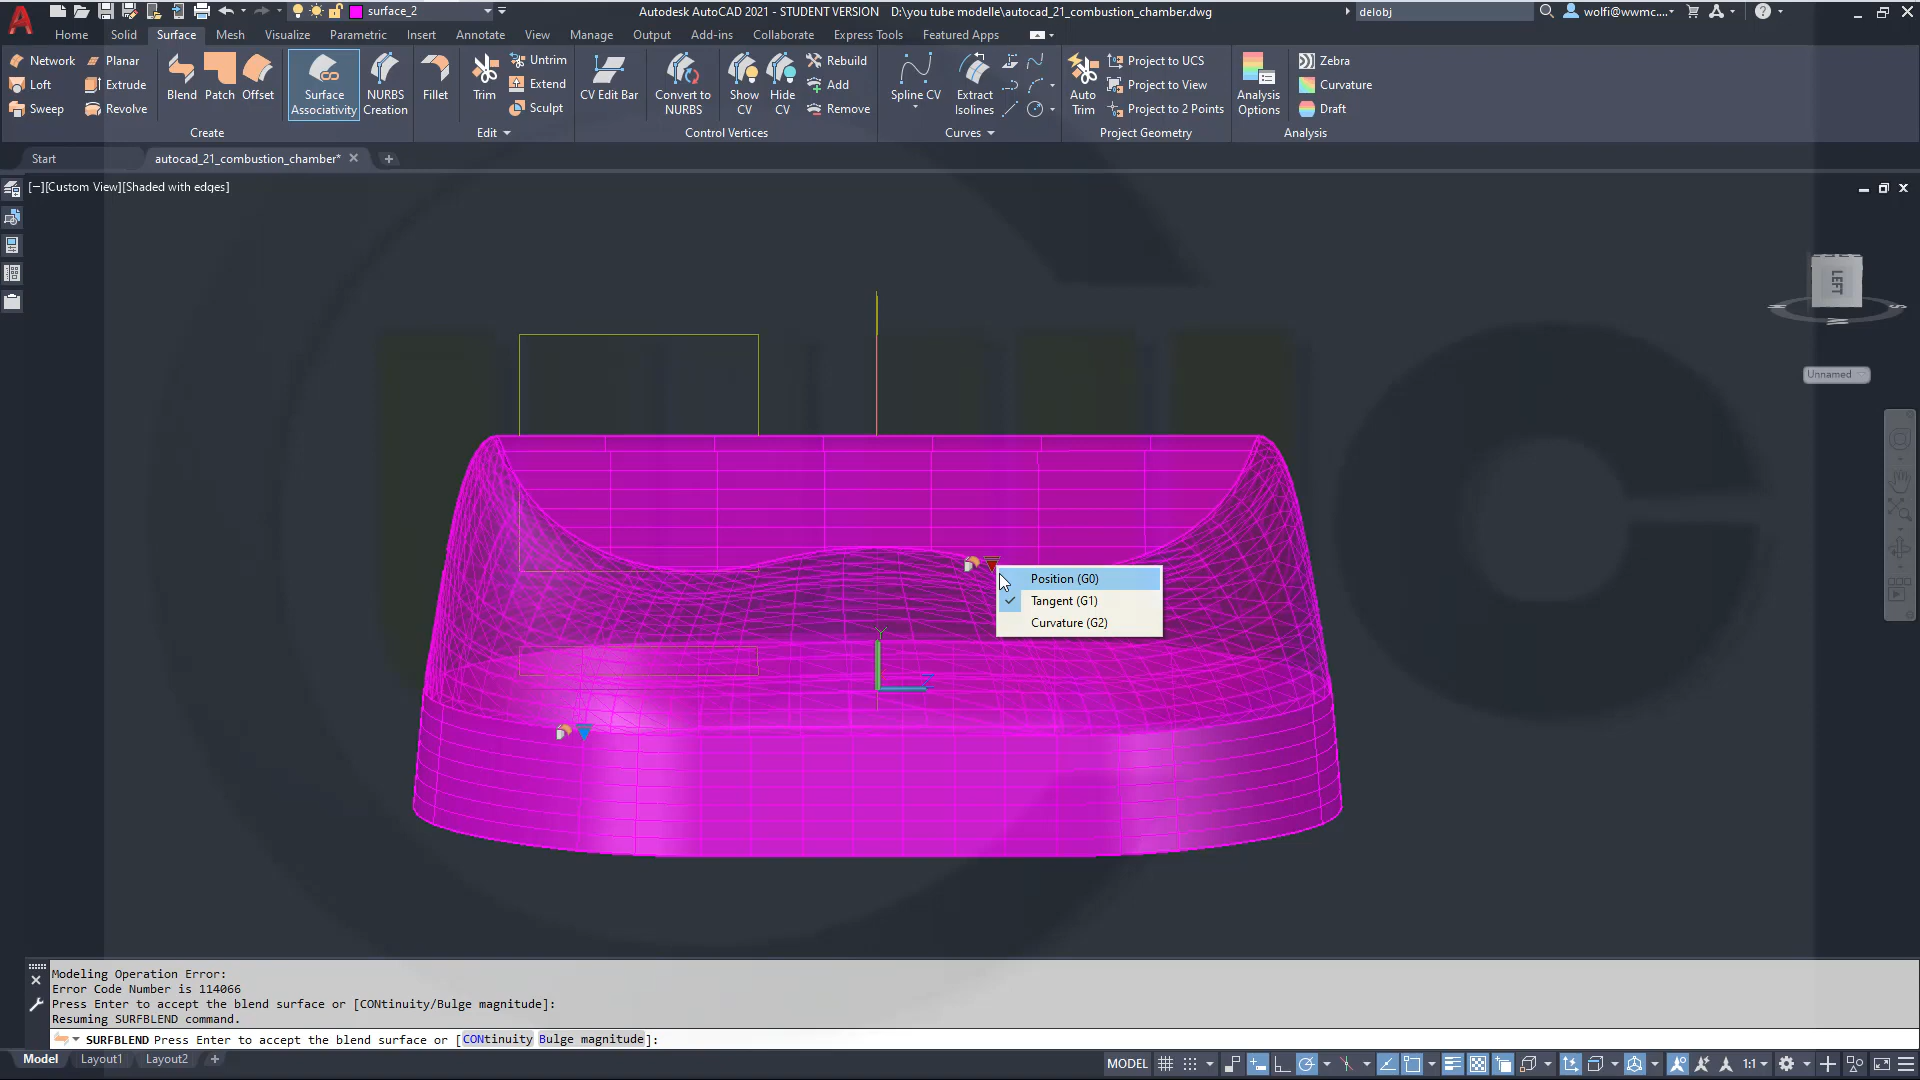 surface_2
Autodesk AutoCAD 2021 - STUDENT VERSION D:\you tube modelle\autocad_21_combustion_chamber.dwg
delobj
wolfi@wwmc....
Home Solid Surface Mesh Visualize Parametric Insert Annotate View Manage Output Add-ins Collaborate Express Tools Featured Apps
Network Planar
Loft Extrude
Sweep Revolve
Create
Blend Patch Offset
Surface Associativity
NURBS Creation
Fillet
Trim
Untrim
Extend
Sculpt
Edit
CV Edit Bar
Convert to NURBS
Show CV
Hide CV
Rebuild
Add
Remove
Control Vertices
Spline CV
Extract Isolines
Curves
Auto Trim
Project to UCS
Project to View
Project to 2 Points
Project Geometry
Analysis Options
Zebra
Curvature
Draft
Analysis
Start autocad_21_combustion_chamber*
[−][Custom View][Shaded with edges]
LEFT
Unnamed
Position (G0)
Tangent (G1)
Curvature (G2)
Y
Z
Modeling Operation Error:
Error Code Number is 114066
Press Enter to accept the blend surface or [CONtinuity/Bulge magnitude]:
Resuming SURFBLEND command.
SURFBLEND Press Enter to accept the blend surface or [CONtinuity Bulge magnitude]:
Model Layout1 Layout2
MODEL 1:1